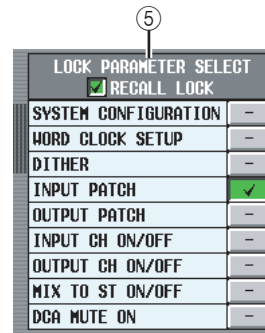 ⑤
LOCK PARAMETER SELECT
RECALL LOCK
SYSTEM CONFIGURATION –
WORD CLOCK SETUP –
DITHER –
INPUT PATCH ✓
OUTPUT PATCH –
INPUT CH ON/OFF –
OUTPUT CH ON/OFF –
MIX TO ST ON/OFF –
DCA MUTE ON –